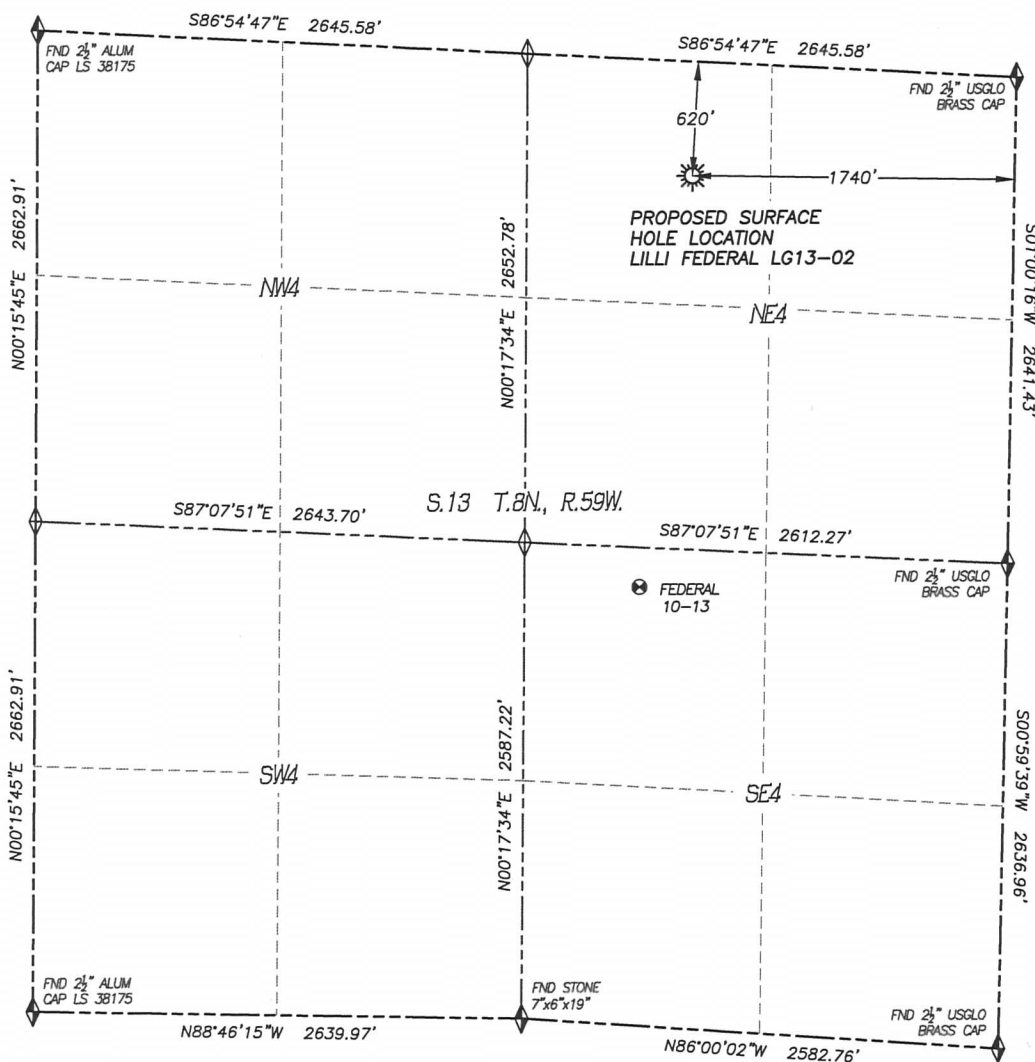 S86°54'47"E 2645.58'
S86°54'47"E 2645.58'
FND 2½" ALUM
CAP LS 38175
FND 2½" USGLO
BRASS CAP
620'
1740'
PROPOSED SURFACE
HOLE LOCATION
LILLI FEDERAL LG13-02
N00°15'45"E 2662.91'
N00°17'34"E 2652.78'
S01°00'16"W 2641.43'
NW4
NE4
S.13 T.8N., R.59W.
S87°07'51"E 2643.70'
S87°07'51"E 2612.27'
FND 2½" USGLO
BRASS CAP
FEDERAL
10-13
N00°15'45"E 2662.91'
N00°17'34"E 2587.22'
S00°59'39"W 2636.96'
SW4
SE4
FND 2½" ALUM
CAP LS 38175
FND STONE
7"x6"x19"
FND 2½" USGLO
BRASS CAP
N88°46'15"W 2639.97'
N86°00'02"W 2582.76'